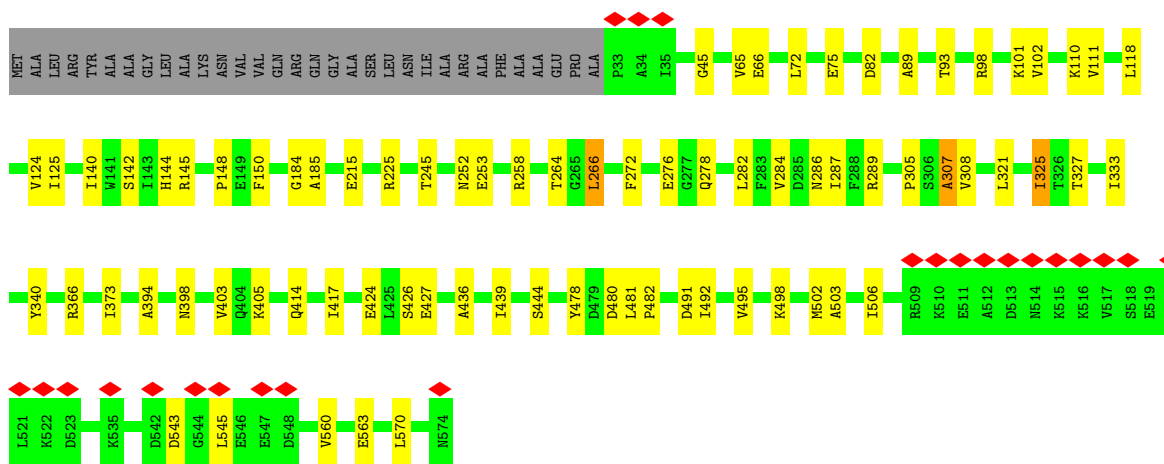 MET ALA LEU ARG TYR ALA ALA GLY LEU ALA LYS ASN VAL VAL GLN ARG GLN GLY ALA SER LEU ASN ILE ALA ARG ALA PHE ALA ALA GLU PRO ALA P33 A34 I35 G45 V65 E66 L72 E75 D82 A89 T93 R98 K101 V102 K110 V111 L118
V124 I125 I140 W141 S142 I143 H144 R145 P148 E149 F150 G184 A185 E215 R225 T245 N252 E253 R258 T264 G265 L266 F272 E276 G277 Q278 L282 F283 V284 D285 N286 I287 F288 R289 P305 S306 A307 V308 L321 I325 T326 T327 I333
Y340 R366 I373 A394 N398 V403 Q404 K405 Q414 I417 E424 L425 S426 E427 A436 I439 S444 Y478 D479 D480 L481 P482 D491 I492 V495 K498 M502 A503 I506 R509 K510 E511 A512 D513 N514 K515 K516 V517 S518 E519
L521 K522 D523 K535 D542 D543 G544 L545 E546 E547 D548 V560 E563 L570 N574